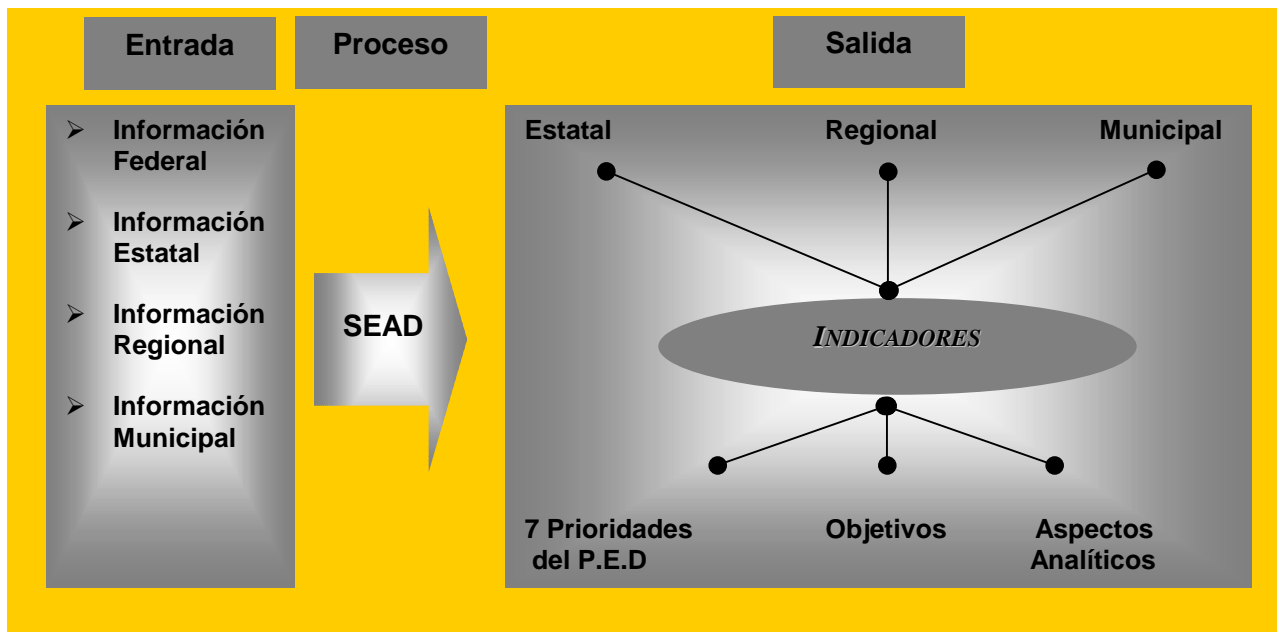 Entrada
Proceso
Salida
➢ Información
Federal
➢ Información
Estatal
➢ Información
Regional
➢ Información
Municipal
SEAD
Estatal
Regional
Municipal
INDICADORES
7 Prioridades
del P.E.D
Objetivos
Aspectos
Analíticos